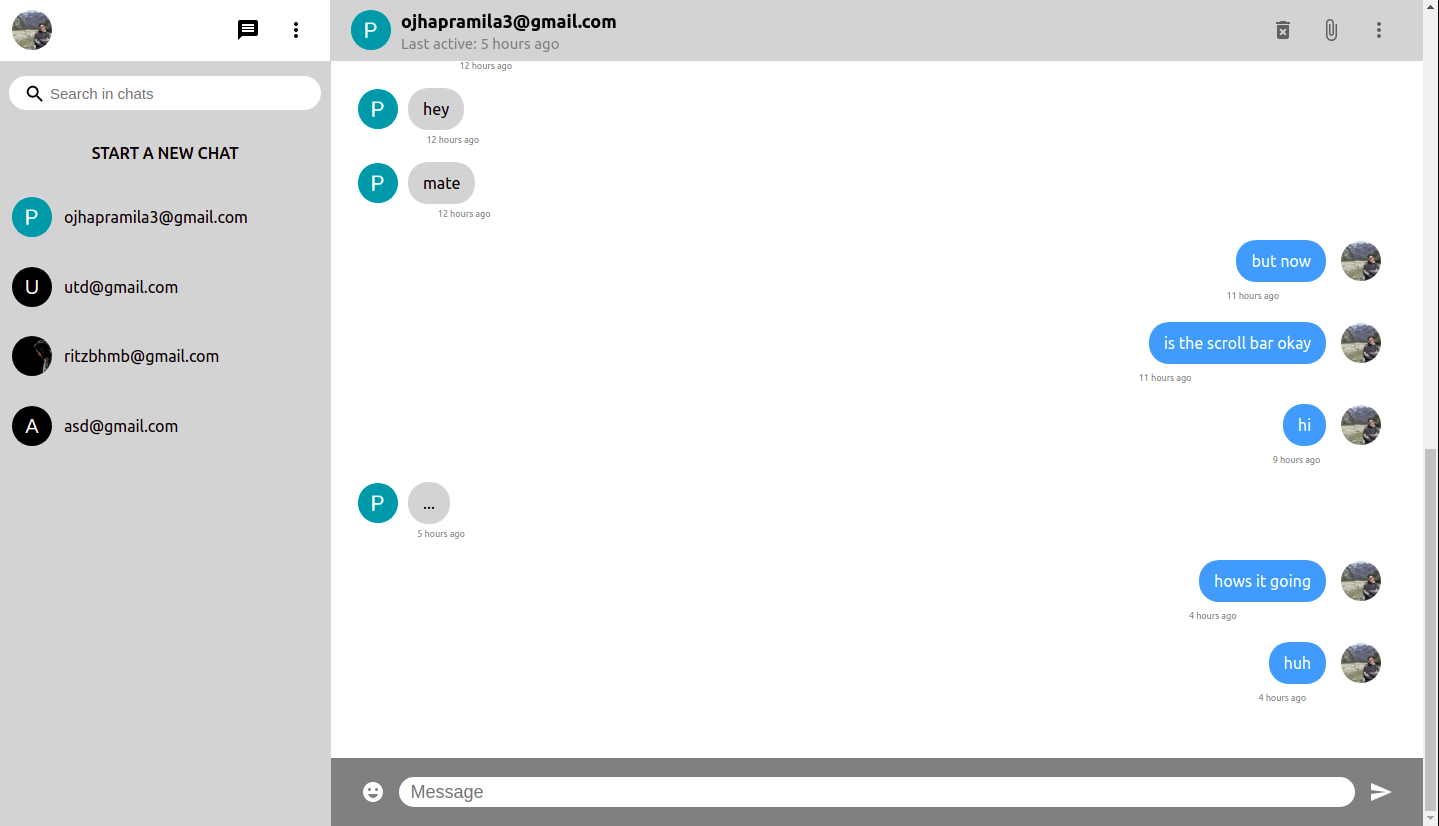 Search in chats
START A NEW CHAT
P ojhapramila3@gmail.com
U utd@gmail.com
ritzbhmb@gmail.com
A asd@gmail.com
P ojhapramila3@gmail.com
Last active: 5 hours ago
12 hours ago
P hey
12 hours ago
P mate
12 hours ago
but now
11 hours ago
is the scroll bar okay
11 hours ago
hi
9 hours ago
P ...
5 hours ago
hows it going
4 hours ago
huh
4 hours ago
Message